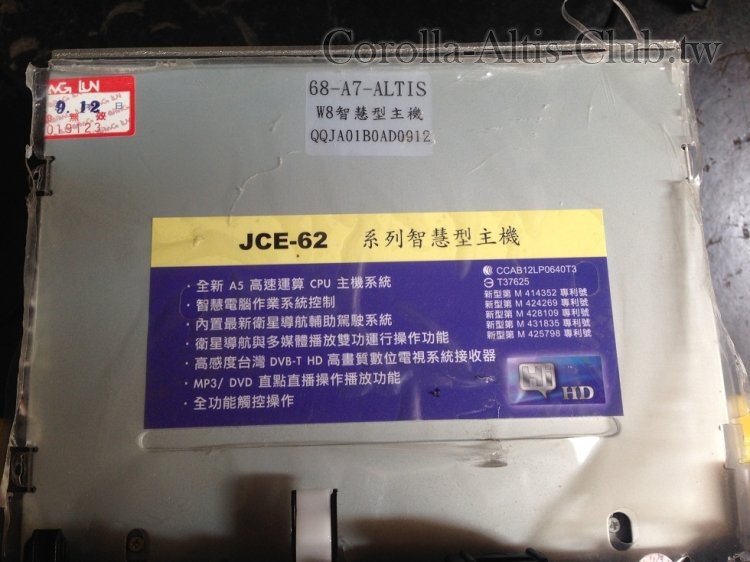 Corolla-Altis-Club.tw
68-A7-ALTIS
W8智慧型主機
QQJA01B0AD0912
NG LUN
9.12 日
無 效
019123
JCE-62 系列智慧型主機
・全新 A5 高速運算 CPU 主機系統
・智慧電腦作業系統控制
・內置最新衛星導航輔助駕駛系統
・衛星導航與多媒體播放雙功運行操作功能
・高感度台灣 DVB-T HD 高畫質數位電視系統接收器
・MP3/ DVD 直點直播操作播放功能
・全功能觸控操作
CCAB12LP0640T3
T37625
新型第 M 414352 專利號
新型第 M 424269 專利號
新型第 M 428109 專利號
新型第 M 431835 專利號
新型第 M 425798 專利號
HD
HD